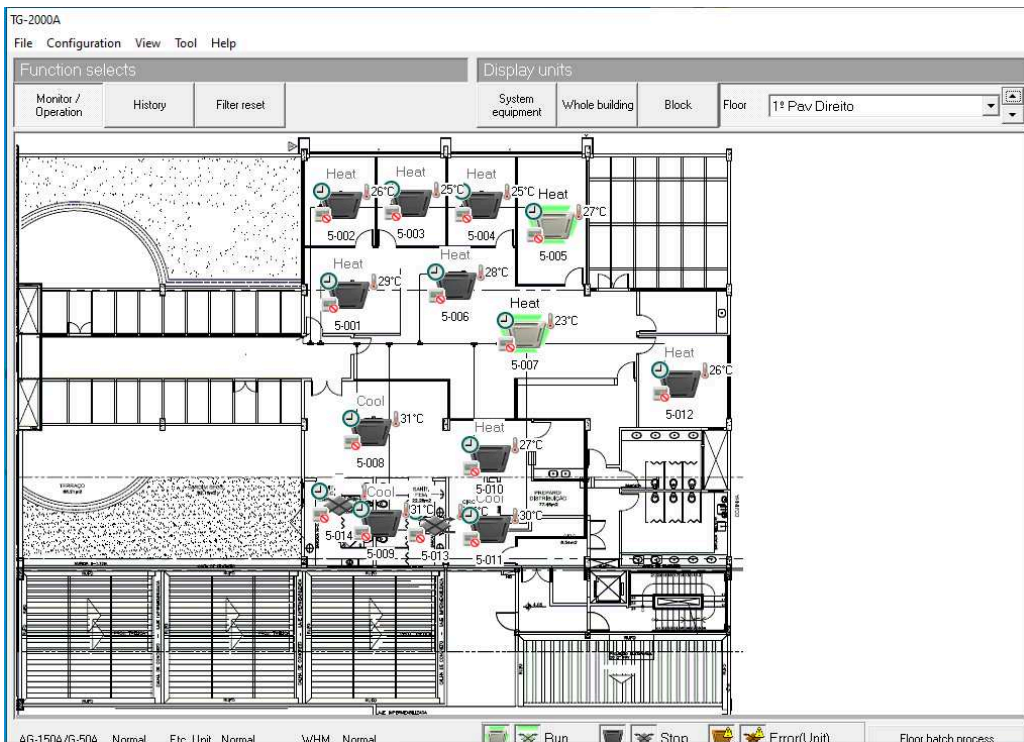 TG-2000A
File Configuration View Tool Help
Function selects
Display units
Monitor / Operation
History
Filter reset
System equipment
Whole building
Block
Floor
1º Pav Direito
Heat
26°C
5-002
Heat
25°C
5-003
Heat
25°C
5-004
Heat
27°C
5-005
Heat
29°C
5-001
Heat
28°C
5-006
Heat
23°C
5-007
Heat
26°C
5-012
Cool
31°C
5-008
Heat
27°C
5-010
5-014
Cool
31°C
5-009
5-013
Cool
30°C
5-011
AG-150A/G-50A Normal Etc. Unit Normal WHM Normal
Run
Stop
Error(Unit)
Floor batch process